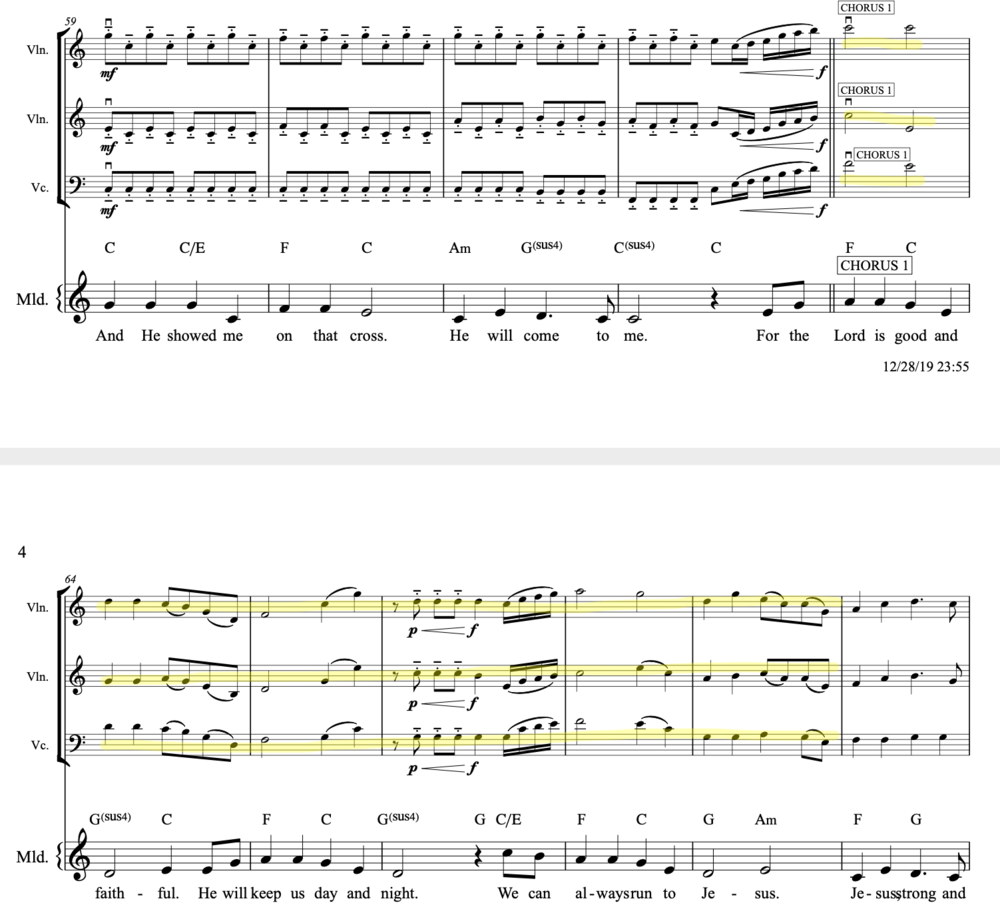 59
CHORUS 1
Vln.
mf
f
CHORUS 1
Vln.
mf
f
CHORUS 1
Vc.
mf
f
C C/E F C Am G(sus4) C(sus4) C F C
CHORUS 1
Mld.
And He showed me on that cross. He will come to me. For the Lord is good and
12/28/19 23:55
4
64
Vln.
p f
Vln.
p f
Vc.
p f
G(sus4) C F C G(sus4) G C/E F C G Am F G
Mld.
faith - ful. He will keep us day and night. We can al-ways run to Je - sus. Je-sus strong and